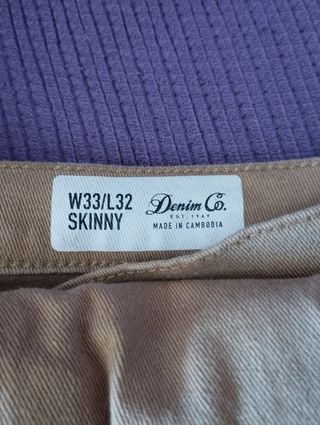 W33/L32
SKINNY
Denim Co.
EST. 1969
MADE IN CAMBODIA